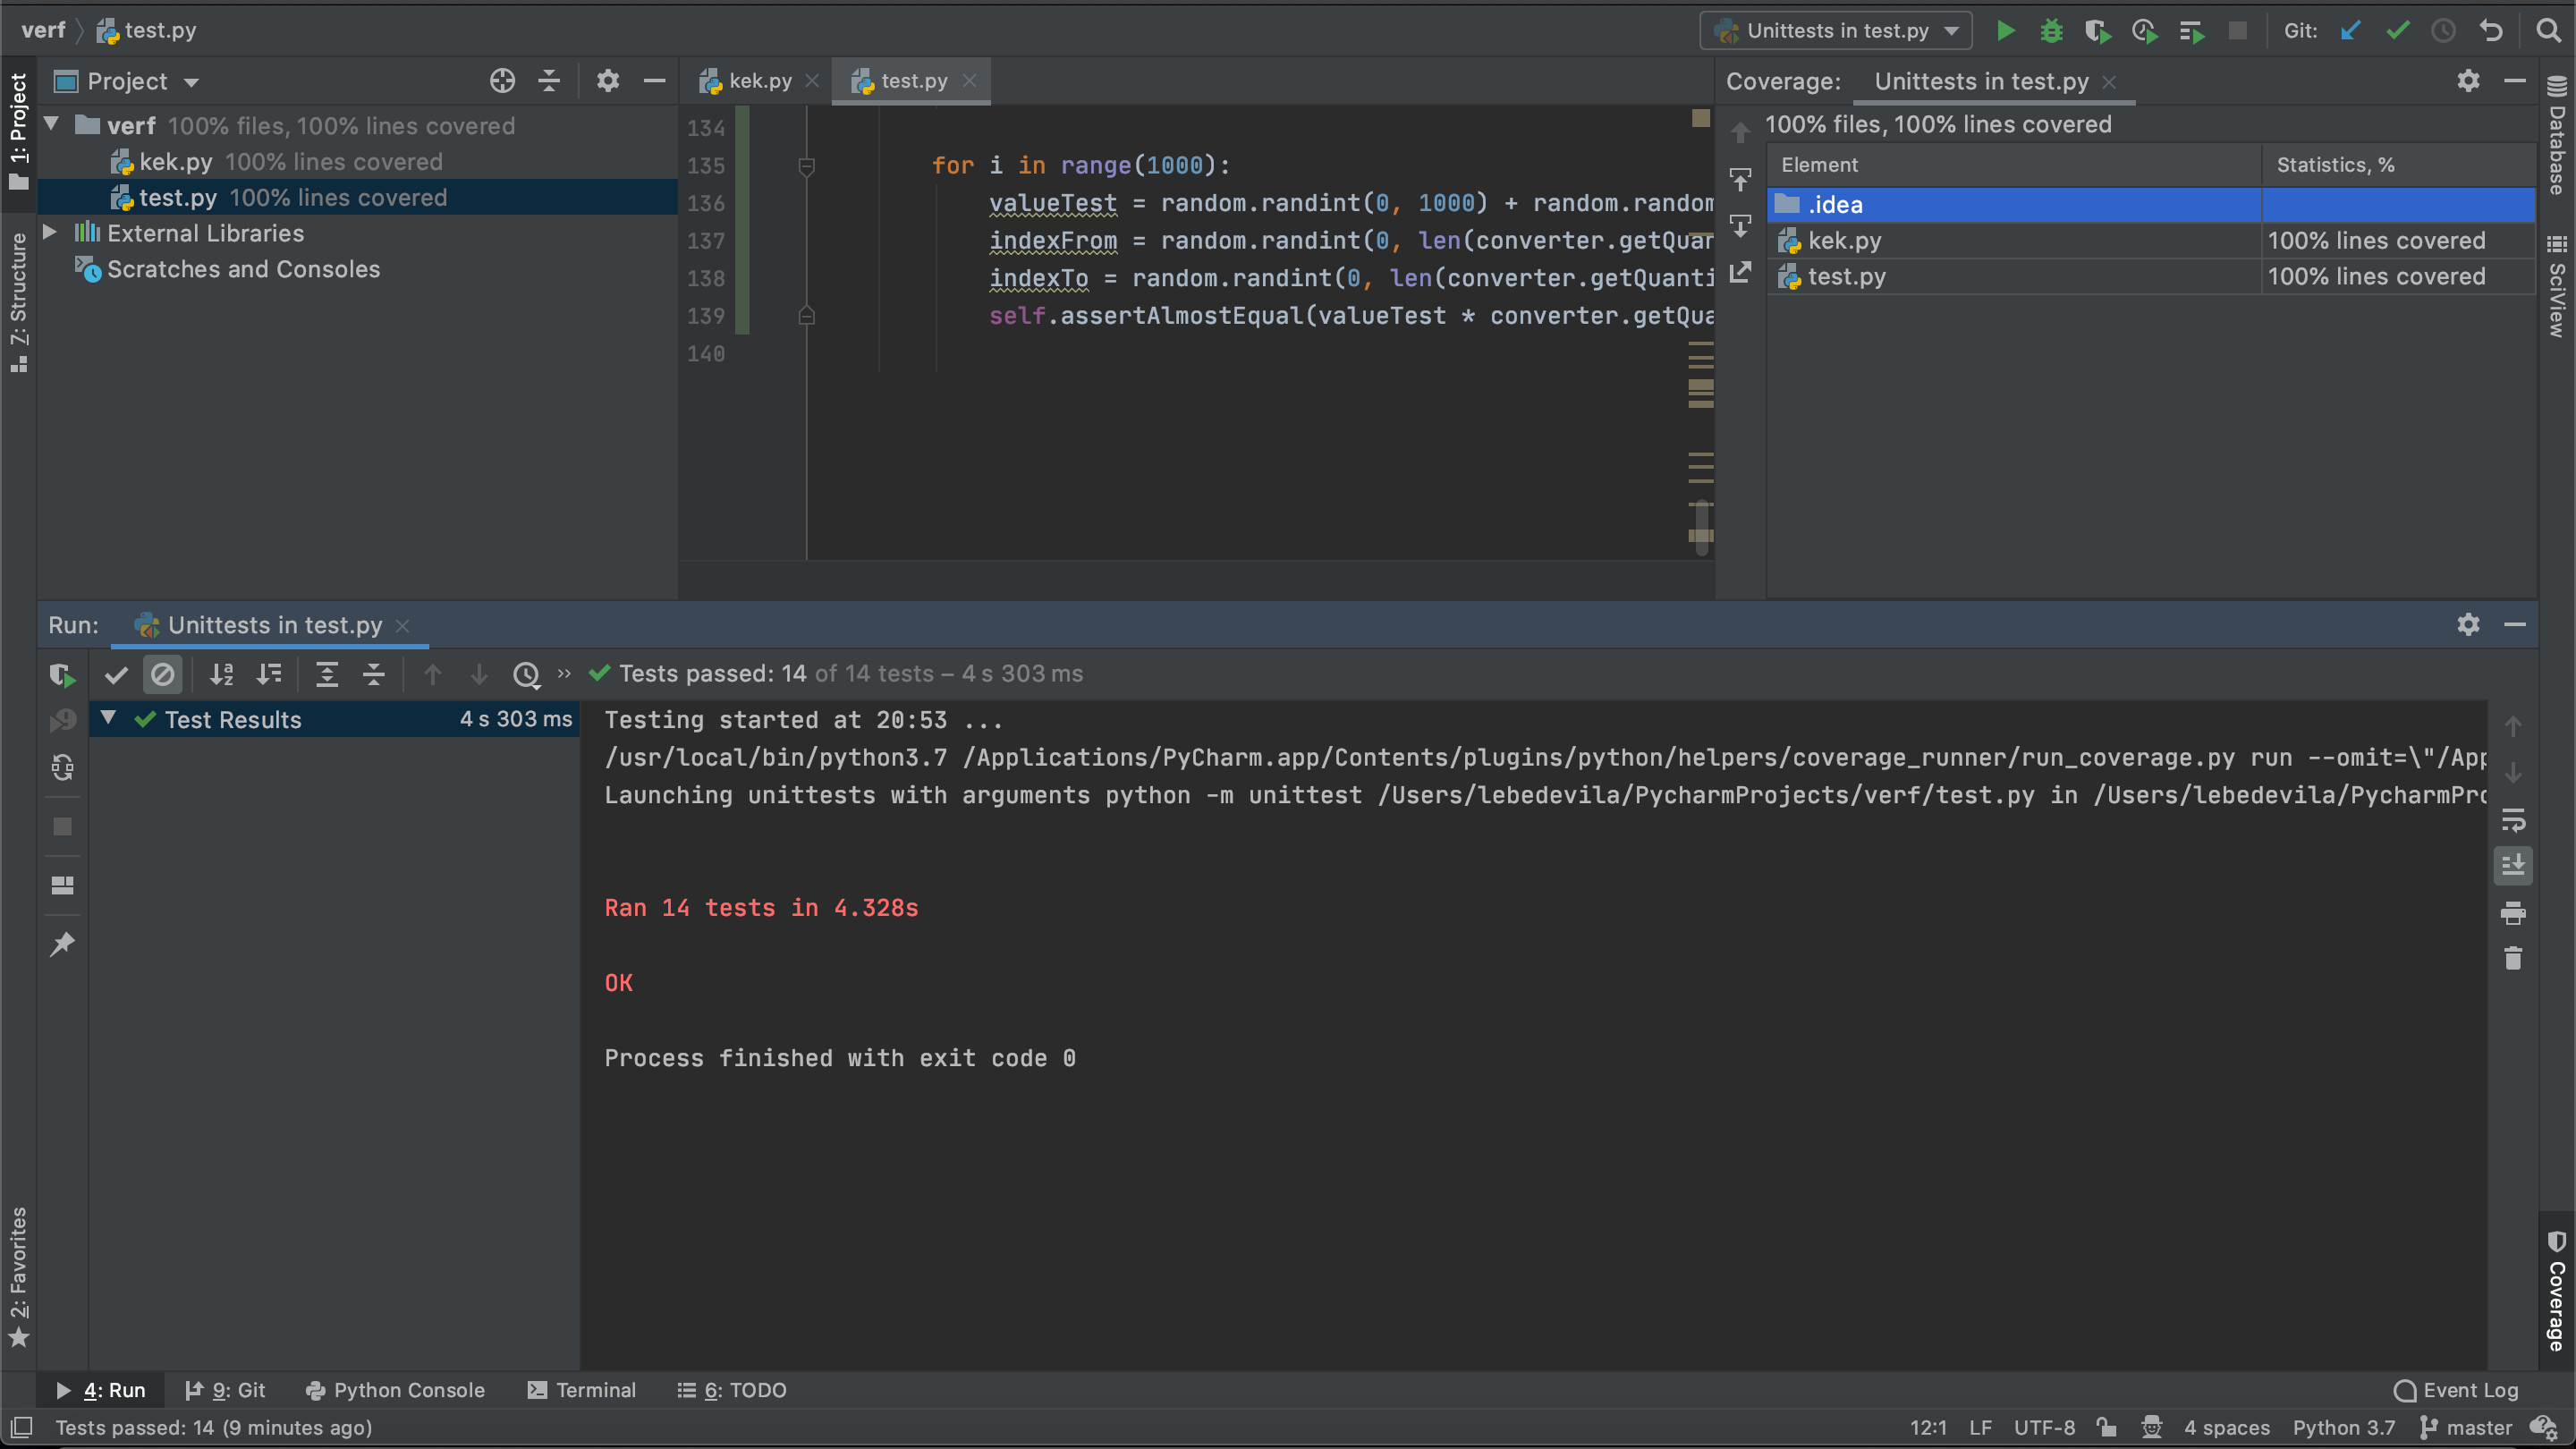 verf
test.py
Unittests in test.py
Git:
1: Project
7: Structure
2: Favorites
Project
verf 100% files, 100% lines covered
kek.py 100% lines covered
test.py 100% lines covered
External Libraries
Scratches and Consoles
kek.py
test.py
134
135 for i in range(1000):
136 valueTest = random.randint(0, 1000) + random.random
137 indexFrom = random.randint(0, len(converter.getQuan
138 indexTo = random.randint(0, len(converter.getQuanti
139 self.assertAlmostEqual(valueTest * converter.getQua
140
Coverage: Unittests in test.py
100% files, 100% lines covered
Element Statistics, %
.idea
kek.py 100% lines covered
test.py 100% lines covered
Database
SciView
Coverage
Run: Unittests in test.py
Tests passed: 14 of 14 tests – 4 s 303 ms
Test Results 4 s 303 ms
Testing started at 20:53 ...
/usr/local/bin/python3.7 /Applications/PyCharm.app/Contents/plugins/python/helpers/coverage_runner/run_coverage.py run --omit=\"/App
Launching unittests with arguments python -m unittest /Users/lebedevila/PycharmProjects/verf/test.py in /Users/lebedevila/PycharmPro
Ran 14 tests in 4.328s
OK
Process finished with exit code 0
4: Run 9: Git Python Console Terminal 6: TODO Event Log
Tests passed: 14 (9 minutes ago) 12:1 LF UTF-8 4 spaces Python 3.7 master